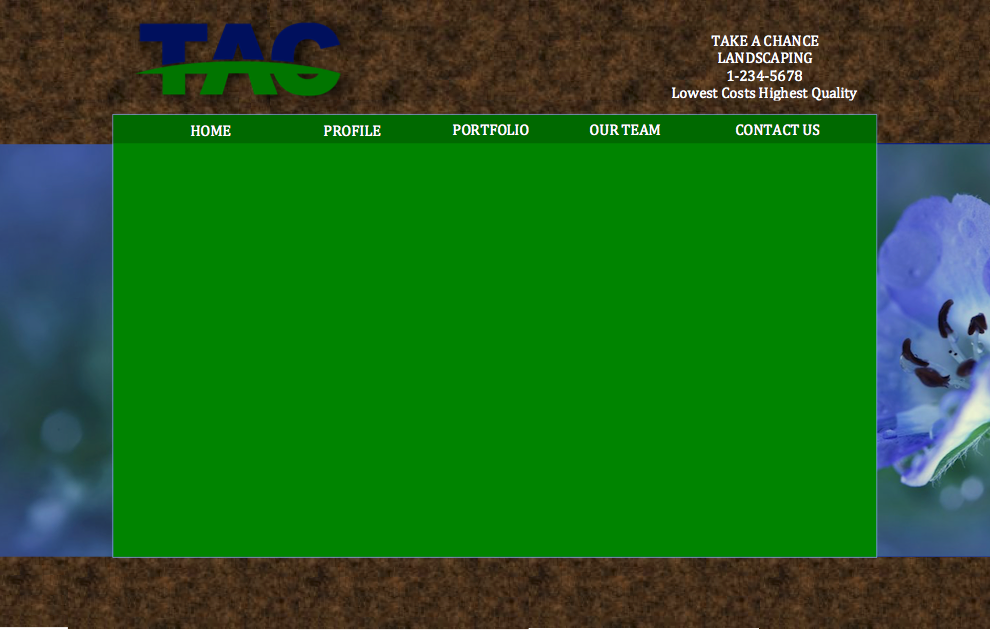 TAC
TAKE A CHANCE
LANDSCAPING
1-234-5678
Lowest Costs Highest Quality
HOME PROFILE PORTFOLIO OUR TEAM CONTACT US